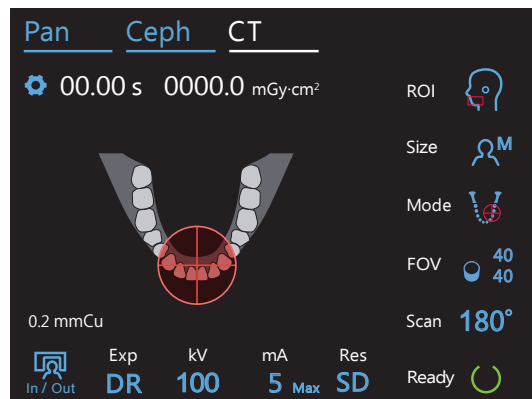 Pan Ceph CT
00.00 s 0000.0 mGy·cm²
ROI
Size M
Mode
FOV 40
40
0.2 mmCu
Scan 180°
Exp kV mA Res
In / Out DR 100 5 Max SD
Ready